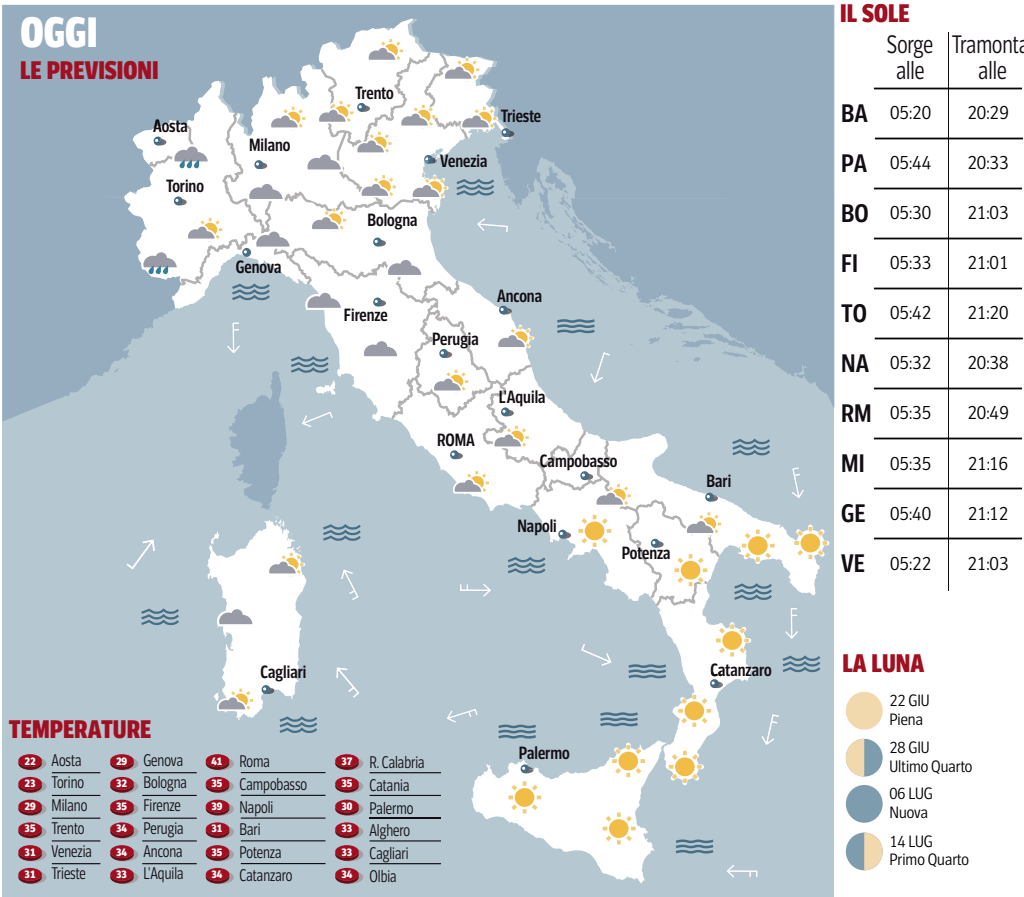 OGGI
LE PREVISIONI
Trento
Trieste
Aosta
Milano
Venezia
Torino
Bologna
Genova
Ancona
Firenze
Perugia
L'Aquila
ROMA
Campobasso
Bari
Napoli
Potenza
Cagliari
Catanzaro
Palermo
TEMPERATURE
22 Aosta
23 Torino
29 Milano
35 Trento
31 Venezia
31 Trieste
29 Genova
32 Bologna
35 Firenze
34 Perugia
34 Ancona
33 L'Aquila
41 Roma
35 Campobasso
39 Napoli
31 Bari
35 Potenza
34 Catanzaro
37 R. Calabria
35 Catania
30 Palermo
33 Alghero
33 Cagliari
34 Olbia
IL SOLE
Sorge Tramonta
alle alle
BA 05:20 20:29
PA 05:44 20:33
BO 05:30 21:03
FI 05:33 21:01
TO 05:42 21:20
NA 05:32 20:38
RM 05:35 20:49
MI 05:35 21:16
GE 05:40 21:12
VE 05:22 21:03
LA LUNA
22 GIU
Piena
28 GIU
Ultimo Quarto
06 LUG
Nuova
14 LUG
Primo Quarto